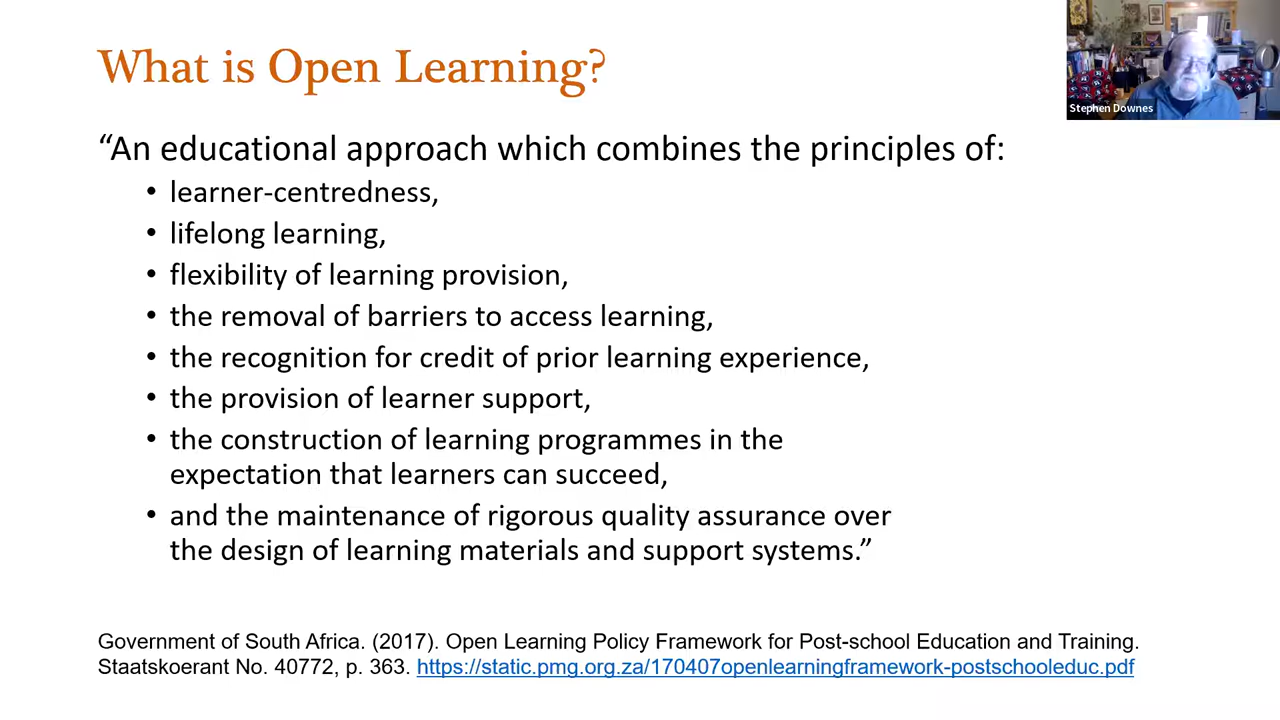 What is Open Learning?
Stephen Downes
“An educational approach which combines the principles of:
• learner-centredness,
• lifelong learning,
• flexibility of learning provision,
• the removal of barriers to access learning,
• the recognition for credit of prior learning experience,
• the provision of learner support,
• the construction of learning programmes in the
expectation that learners can succeed,
• and the maintenance of rigorous quality assurance over
the design of learning materials and support systems.”
Government of South Africa. (2017). Open Learning Policy Framework for Post-school Education and Training.
Staatskoerant No. 40772, p. 363. https://static.pmg.org.za/170407openlearningframework-postschooleduc.pdf